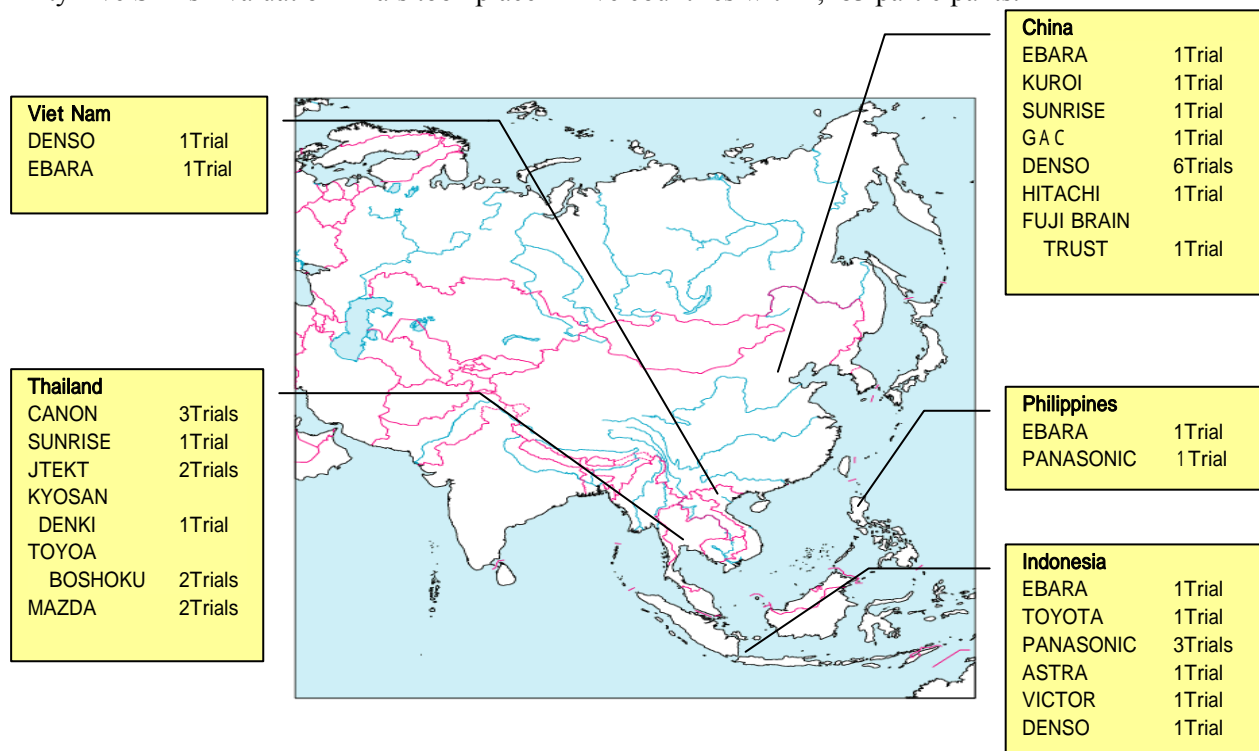 Viet Nam
DENSO 1Trial
EBARA 1Trial
Thailand
CANON 3Trials
SUNRISE 1Trial
JTEKT 2Trials
KYOSAN
DENKI 1Trial
TOYOA
BOSHOKU 2Trials
MAZDA 2Trials
China
EBARA 1Trial
KUROI 1Trial
SUNRISE 1Trial
GAC 1Trial
DENSO 6Trials
HITACHI 1Trial
FUJI BRAIN
TRUST 1Trial
Philippines
EBARA 1Trial
PANASONIC 1Trial
Indonesia
EBARA 1Trial
TOYOTA 1Trial
PANASONIC 3Trials
ASTRA 1Trial
VICTOR 1Trial
DENSO 1Trial